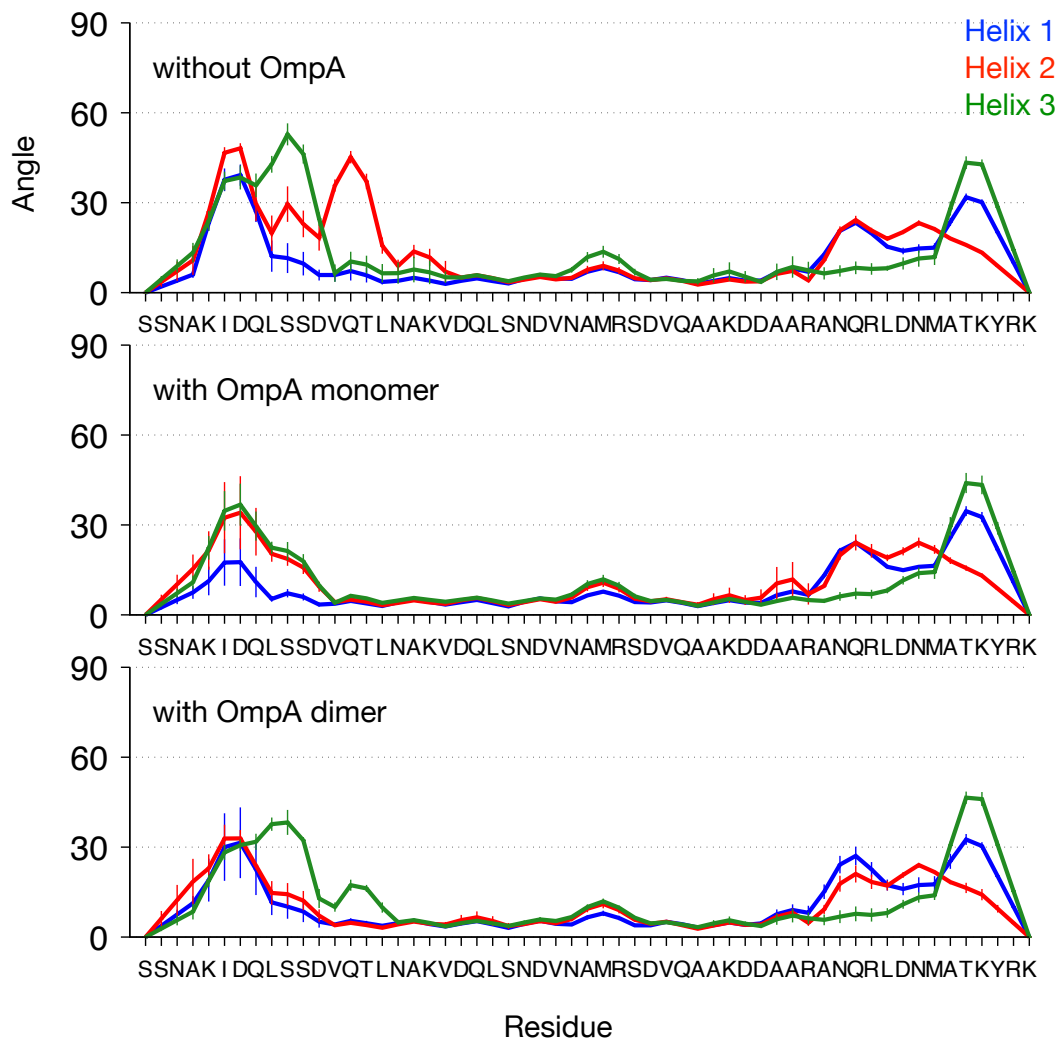 90
60
30
0
Angle
without OmpA
Helix 1
Helix 2
Helix 3
SSNAKIDQLSSDVQTLNAKVDQLSNDVNAMRSDVQAAKDDAARANQRLDNMATKYRK
90
60
30
0
with OmpA monomer
SSNAKIDQLSSDVQTLNAKVDQLSNDVNAMRSDVQAAKDDAARANQRLDNMATKYRK
90
60
30
0
with OmpA dimer
SSNAKIDQLSSDVQTLNAKVDQLSNDVNAMRSDVQAAKDDAARANQRLDNMATKYRK
Residue